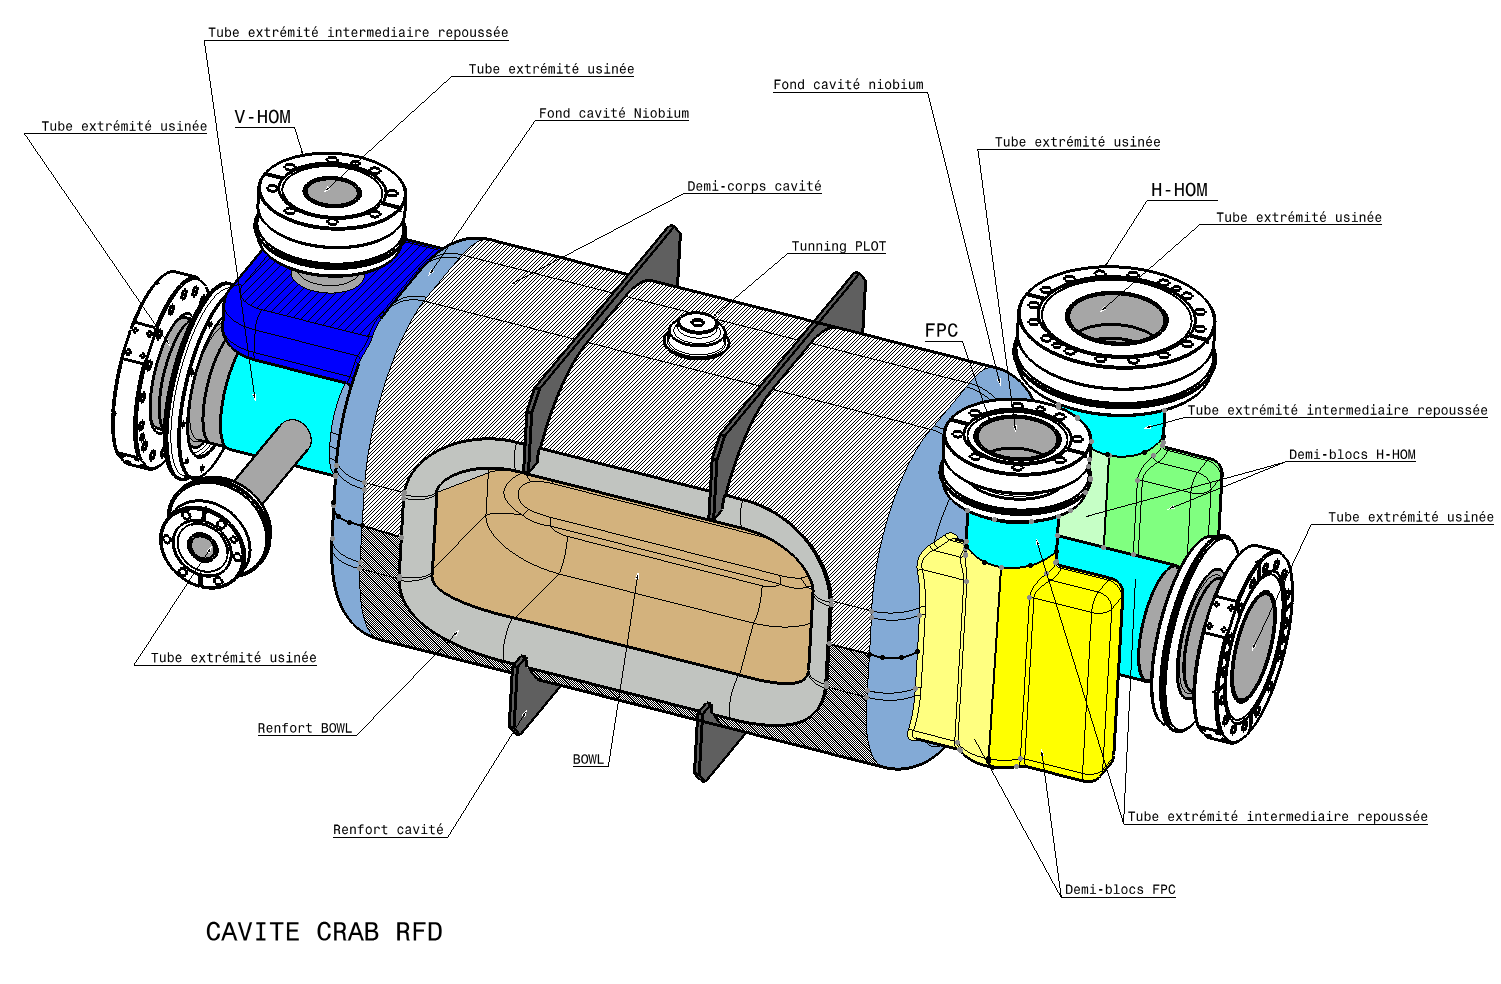 Tube extrémité intermediaire repoussée
Tube extrémité usinée
Fond cavité niobium
V-HOM
Fond cavité Niobium
Tube extrémité usinée
Tube extrémité usinée
Demi-corps cavité
H-HOM
Tube extrémité usinée
Tunning PLOT
FPC
Tube extrémité intermediaire repoussée
Demi-blocs H-HOM
Tube extrémité usinée
Tube extrémité usinée
Renfort BOWL
BOWL
Tube extrémité intermediaire repoussée
Renfort cavité
Demi-blocs FPC
CAVITE CRAB RFD